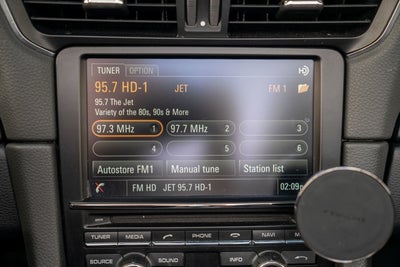 TUNER OPTION
95.7 HD-1 JET FM 1
95.7 The Jet
Variety of the 80s, 90s & More
97.3 MHz 1 97.7 MHz 2 3
4 5 6
Autostore FM1 Manual tune Station list
FM HD JET 95.7 HD-1 02:09
TUNER DISC MEDIA PHONE NAVI
SOURCE SOUND